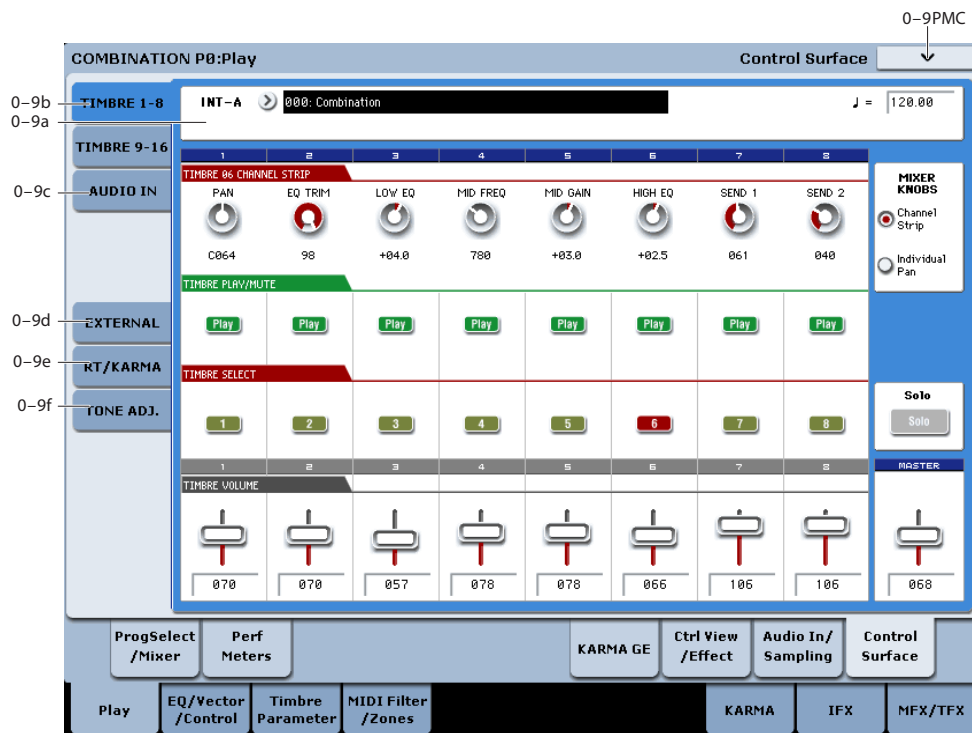 0–9PMC
COMBINATION P0:Play
Control Surface
0–9b
TIMBRE 1-8
INT-A
000: Combination
♩ = 120.00
0–9a
TIMBRE 9-16
1 2 3 4 5 6 7 8
TIMBRE 06 CHANNEL STRIP
MIXER
KNOBS
0–9c
AUDIO IN
PAN EQ TRIM LOW EQ MID FREQ MID GAIN HIGH EQ SEND 1 SEND 2
Channel
Strip
C064 98 +04.0 780 +03.0 +02.5 061 040
Individual
Pan
TIMBRE PLAY/MUTE
0–9d
EXTERNAL
Play Play Play Play Play Play Play Play
0–9e
RT/KARMA
TIMBRE SELECT
0–9f
TONE ADJ.
Solo
1 2 3 4 5 6 7 8
Solo
1 2 3 4 5 6 7 8
MASTER
TIMBRE VOLUME
070 070 057 078 078 066 106 106 068
ProgSelect
/Mixer
Perf
Meters
KARMA GE
Ctrl View
/Effect
Audio In/
Sampling
Control
Surface
Play
EQ/Vector
/Control
Timbre
Parameter
MIDI Filter
/Zones
KARMA
IFX
MFX/TFX